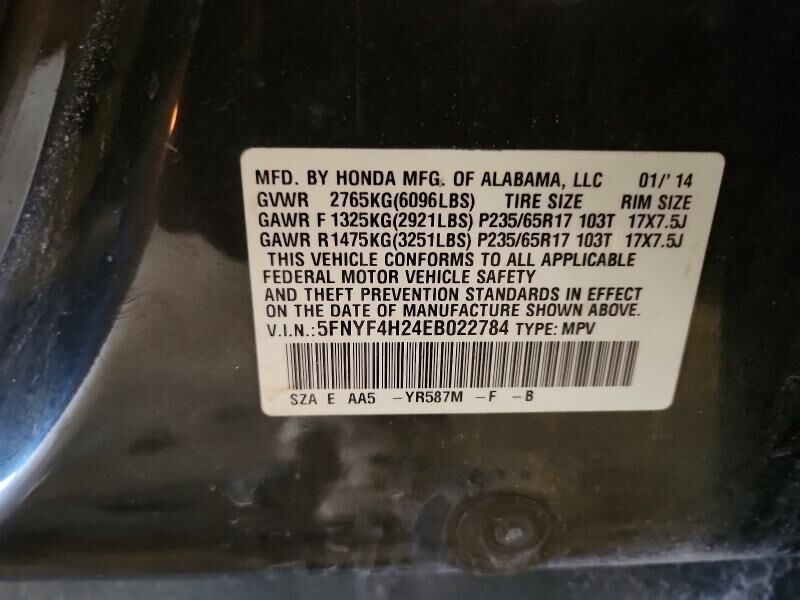 MFD. BY HONDA MFG. OF ALABAMA, LLC 01/'14
GVWR 2765KG(6096LBS) TIRE SIZE RIM SIZE
GAWR F 1325KG(2921LBS) P235/65R17 103T 17X7.5J
GAWR R1475KG(3251LBS) P235/65R17 103T 17X7.5J
THIS VEHICLE CONFORMS TO ALL APPLICABLE
FEDERAL MOTOR VEHICLE SAFETY
AND THEFT PREVENTION STANDARDS IN EFFECT
ON THE DATE OF MANUFACTURE SHOWN ABOVE.
V.I.N.:5FNYF4H24EB022784 TYPE: MPV
SZA E AA5 -YR587M -F -B